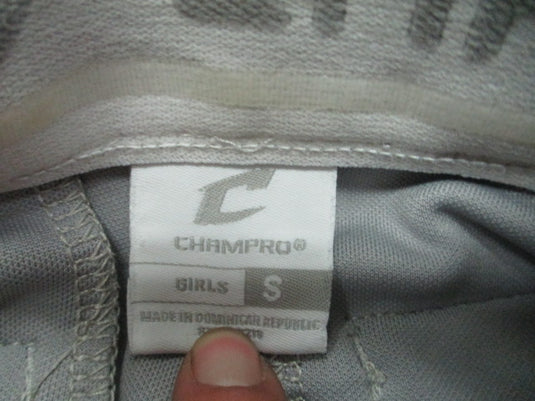 CHAMPRO®
GIRLS S
MADE IN DOMINICAN REPUBLIC